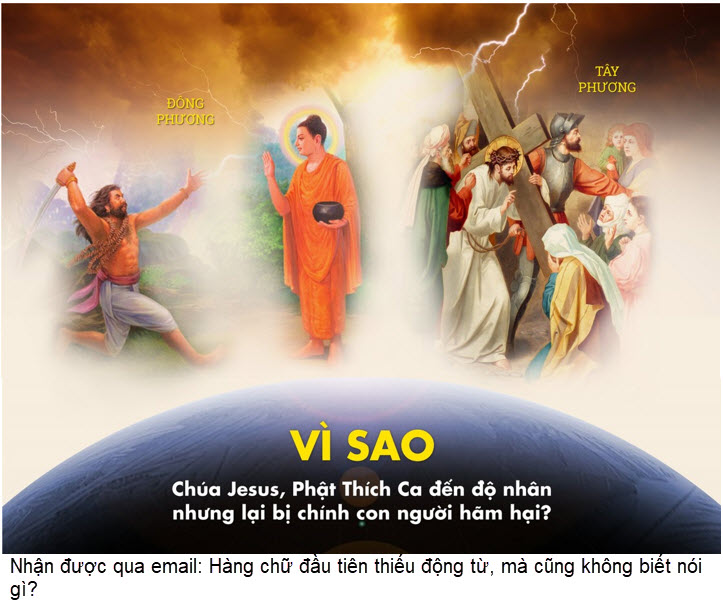 ĐÔNG
PHƯƠNG
TÂY
PHƯƠNG
VÌ SAO
Chúa Jesus, Phật Thích Ca đến độ nhân
nhưng lại bị chính con người hãm hại?
Nhận được qua email: Hàng chữ đầu tiên thiếu động từ, mà cũng không biết nói
gì?